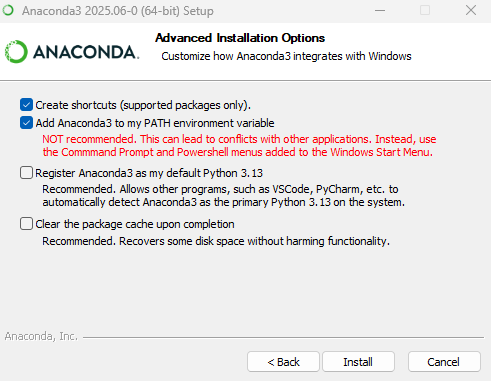 Anaconda3 2025.06-0 (64-bit) Setup
ANACONDA.
Advanced Installation Options
Customize how Anaconda3 integrates with Windows
Create shortcuts (supported packages only).
Add Anaconda3 to my PATH environment variable
NOT recommended. This can lead to conflicts with other applications. Instead, use
the Commmand Prompt and Powershell menus added to the Windows Start Menu.
Register Anaconda3 as my default Python 3.13
Recommended. Allows other programs, such as VSCode, PyCharm, etc. to
automatically detect Anaconda3 as the primary Python 3.13 on the system.
Clear the package cache upon completion
Recommended. Recovers some disk space without harming functionality.
Anaconda, Inc.
< Back Install Cancel